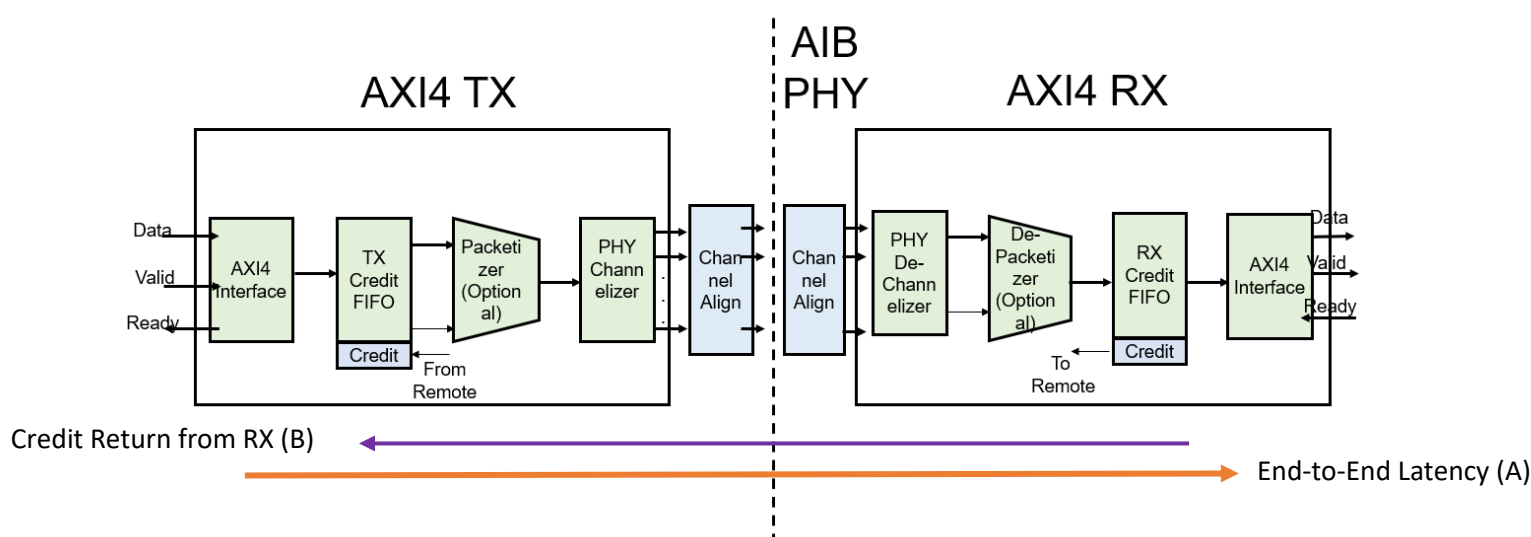 AXI4 TX
AIB
PHY
AXI4 RX
Data
Valid
Ready
AXI4
Interface
TX
Credit
FIFO
Credit
From
Remote
Packeti
zer
(Option
al)
PHY
Chann
elizer
Chan
nel
Align
Chan
nel
Align
PHY
De-
Chann
elizer
De-
Packeti
zer
(Option
al)
RX
Credit
FIFO
Credit
To
Remote
AXI4
Interface
Data
Valid
Ready
Credit Return from RX (B)
End-to-End Latency (A)